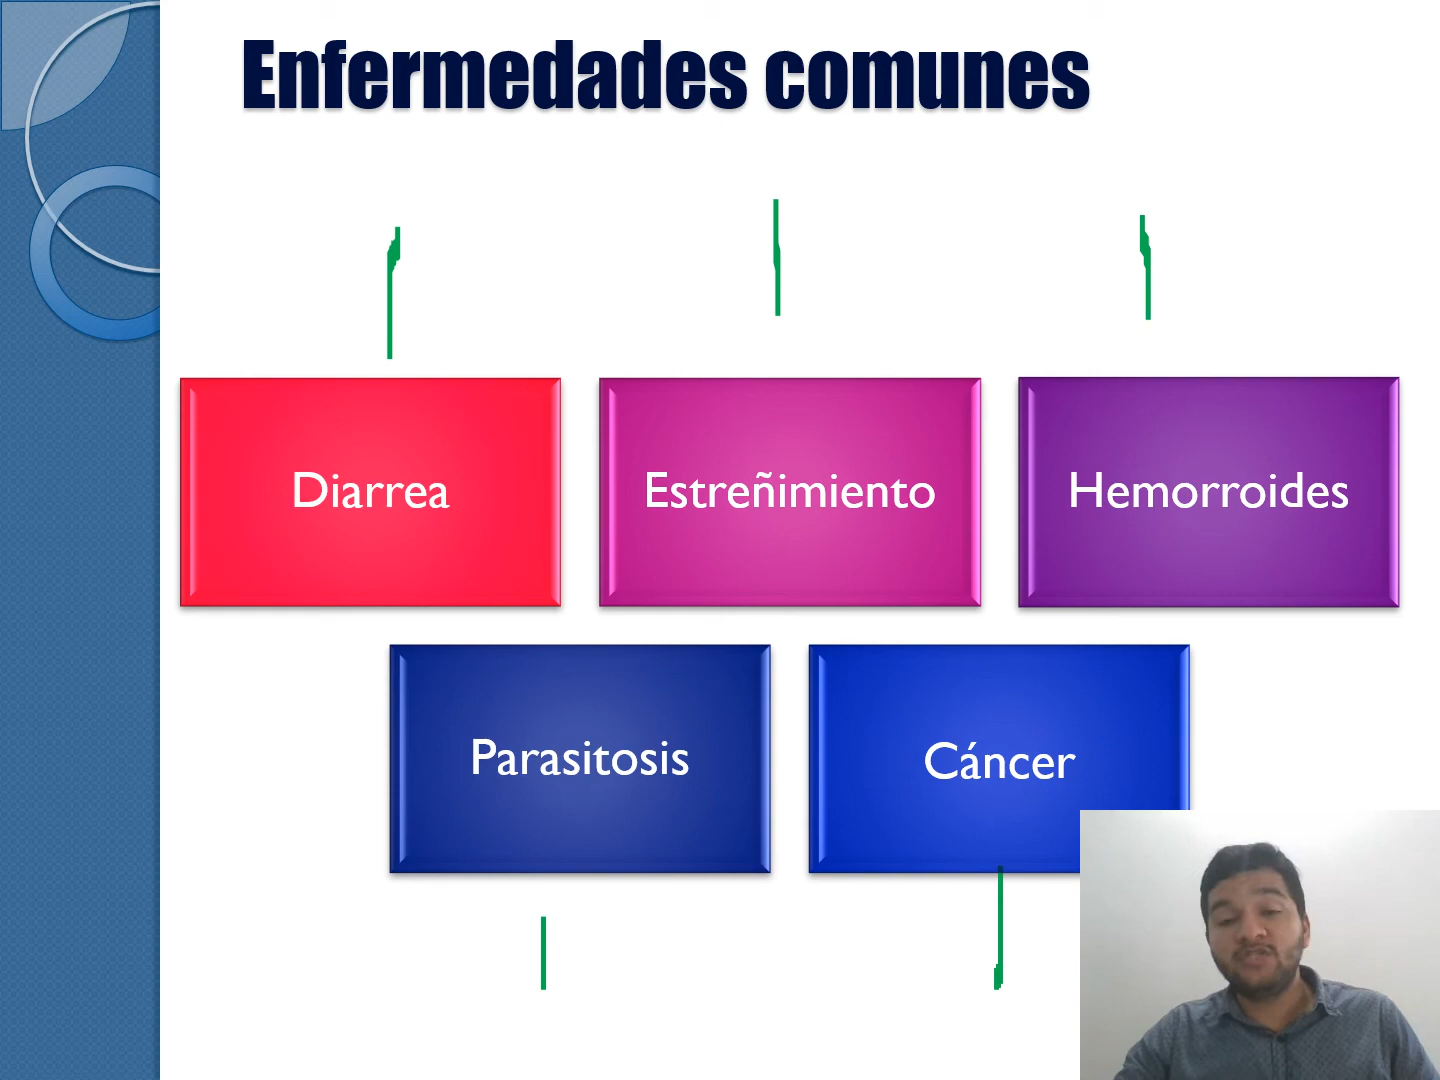 Enfermedades comunes
Diarrea
Estreñimiento
Hemorroides
Parasitosis
Cáncer